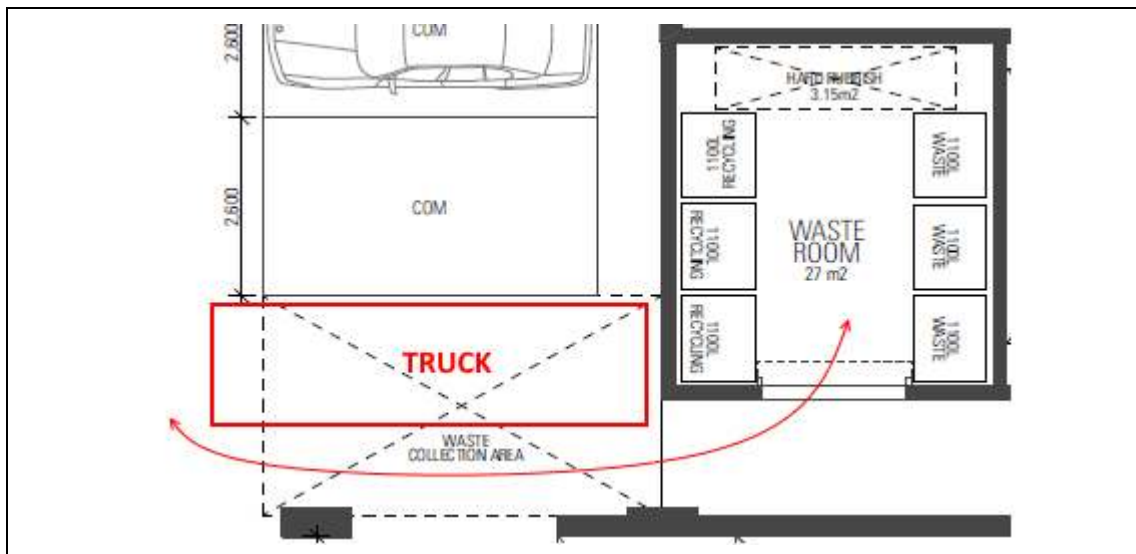 2.600
COM
HARD RUBBISH
3.15m2
1100L
RECYCLING
1100L
WASTE
2.600
COM
1100L
RECYCLING
WASTE
ROOM
27 m2
1100L
WASTE
1100L
RECYCLING
1100L
WASTE
TRUCK
WASTE
COLLECTION AREA